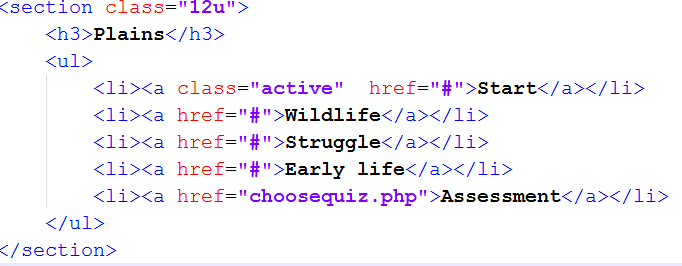 <section class="12u">
<h3>Plains</h3>
<ul>
<li><a class="active"  href="#">Start</a></li>
<li><a href="#">Wildlife</a></li>
<li><a href="#">Struggle</a></li>
<li><a href="#">Early life</a></li>
<li><a href="choosequiz.php">Assessment</a></li>
</ul>
</section>